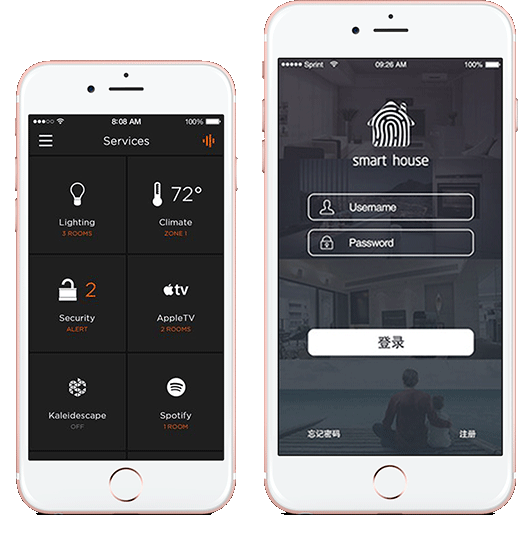 8:08 AM 100%
Services
72°
Lighting
3 ROOMS
Climate
ZONE 1
2
tv
Security
ALERT
AppleTV
2 ROOMS
Kaleidescape
OFF
Spotify
1 ROOM
Sprint 09:26 AM 100%
smart house
Username
Password
登录
忘记密码 注册